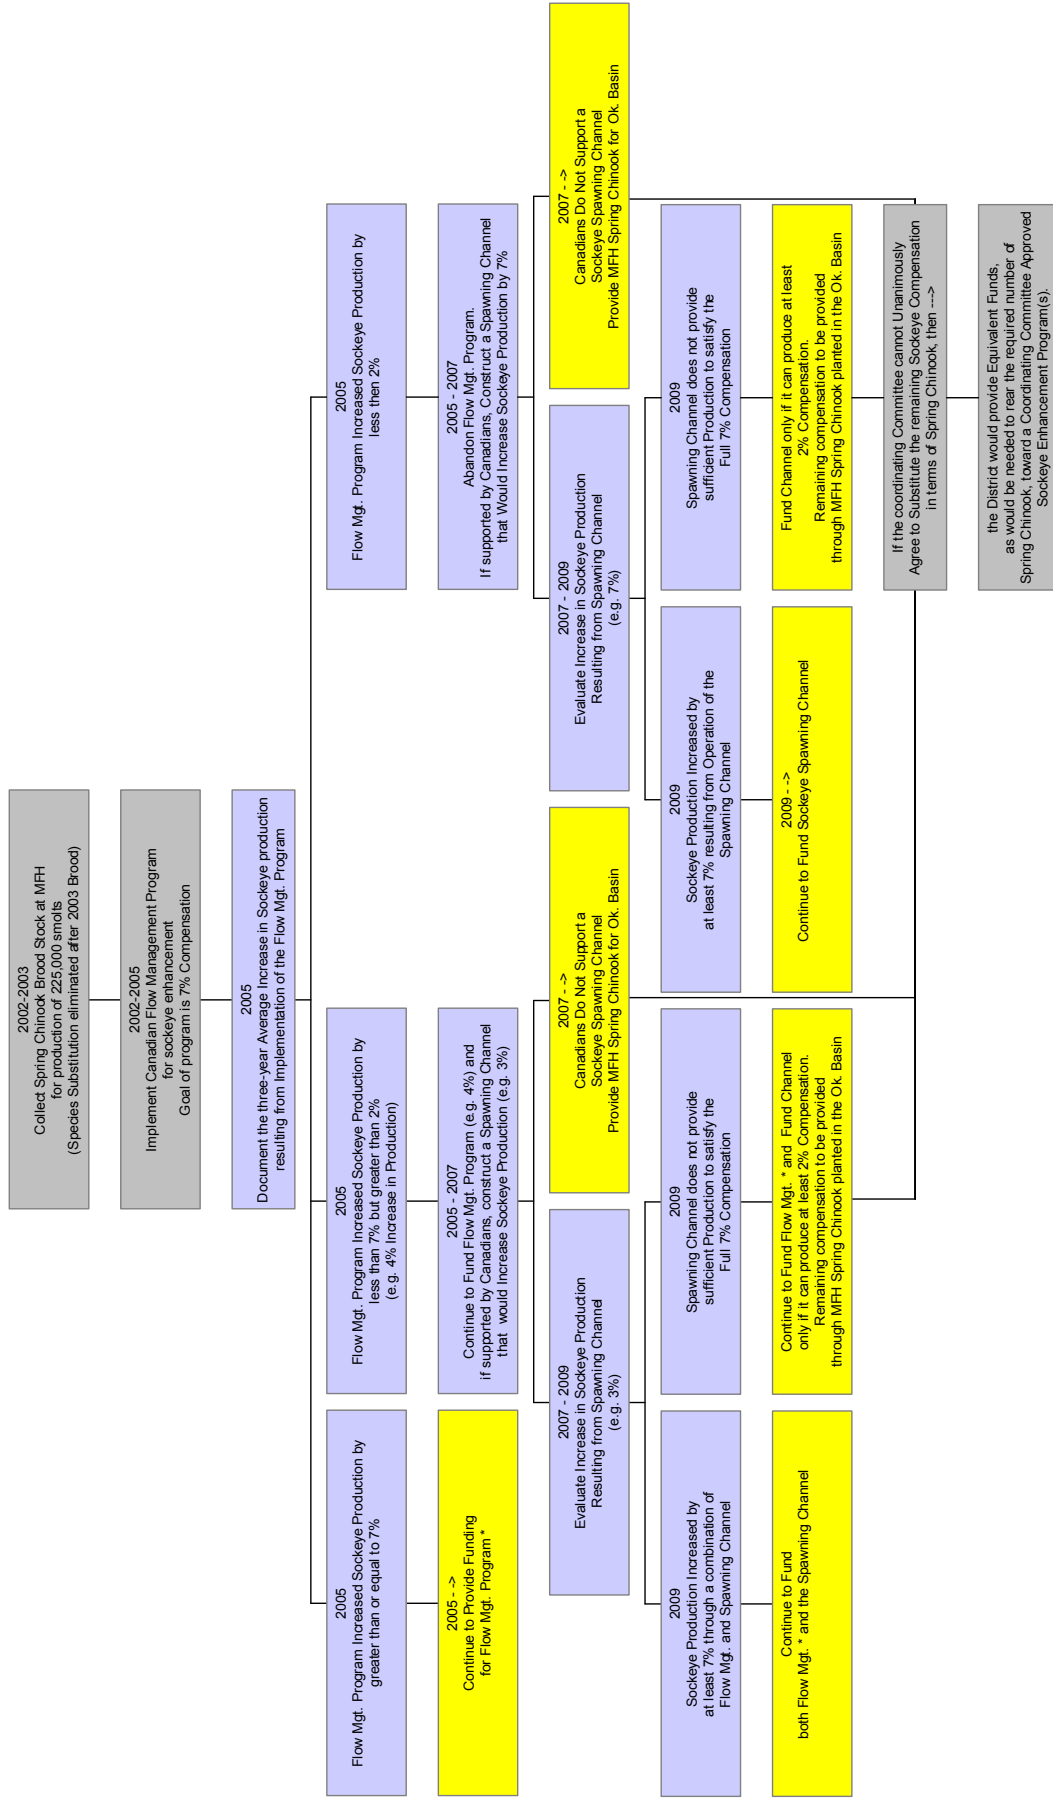 2002-2003
Collect Spring Chinook Brood Stock at MFH
for production of 225,000 smolts
(Species Substitution eliminated after 2003 Brood)
2002-2005
Implement Canadian Flow Management Program
for sockeye enhancement
Goal of program is 7% Compensation
2005
Document the three-year Average Increase in Sockeye production
resulting from Implementation of the Flow Mgt. Program
2005
Flow Mgt. Program Increased Sockeye Production by
greater than or equal to 7%
2005 - ->
Continue to Provide Funding
for Flow Mgt. Program *
2005
Flow Mgt. Program Increased Sockeye Production by
less than 7% but greater than 2%
(e.g. 4% Increase in Production)
2005 - 2007
Continue to Fund Flow Mgt. Program (e.g. 4%) and
if supported by Canadians, construct a Spawning Channel
that would Increase Sockeye Production (e.g. 3%)
2007 - 2009
Evaluate Increase in Sockeye Production
Resulting from Spawning Channel
(e.g. 3%)
2009
Sockeye Production Increased by
at least 7% through a combination of
Flow Mgt. and Spawning Channel
Continue to Fund
both Flow Mgt. * and the Spawning Channel
2009
Spawning Channel does not provide
sufficient Production to satisfy the
Full 7% Compensation
Continue to Fund Flow Mgt. * and Fund Channel
only if it can produce at least 2% Compensation.
Remaining compensation to be provided
through MFH Spring Chinook planted in the Ok. Basin
2007 - ->
Canadians Do Not Support a
Sockeye Spawning Channel
Provide MFH Spring Chinook for Ok. Basin
2005
Flow Mgt. Program Increased Sockeye Production by
less then 2%
2005 - 2007
Abandon Flow Mgt. Program.
If supported by Canadians, Construct a Spawning Channel
that Would Increase Sockeye Production by 7%
2007 - 2009
Evaluate Increase in Sockeye Production
Resulting from Spawning Channel
(e.g. 7%)
2009
Sockeye Production Increased by
at least 7% resulting from Operation of the
Spawning Channel
2009 - ->
Continue to Fund Sockeye Spawning Channel
2009
Spawning Channel does not provide
sufficient Production to satisfy the
Full 7% Compensation
Fund Channel only if it can produce at least
2% Compensation.
Remaining compensation to be provided
through MFH Spring Chinook planted in the Ok. Basin
2007 - ->
Canadians Do Not Support a
Sockeye Spawning Channel
Provide MFH Spring Chinook for Ok. Basin
If the coordinating Committee cannot Unanimously
Agree to Substitute the remaining Sockeye Compensation
in terms of Spring Chinook, then --->
the District would provide Equivalent Funds,
as would be needed to rear the required number of
Spring Chinook, toward a Coordinating Committee Approved
Sockeye Enhancement Program(s).